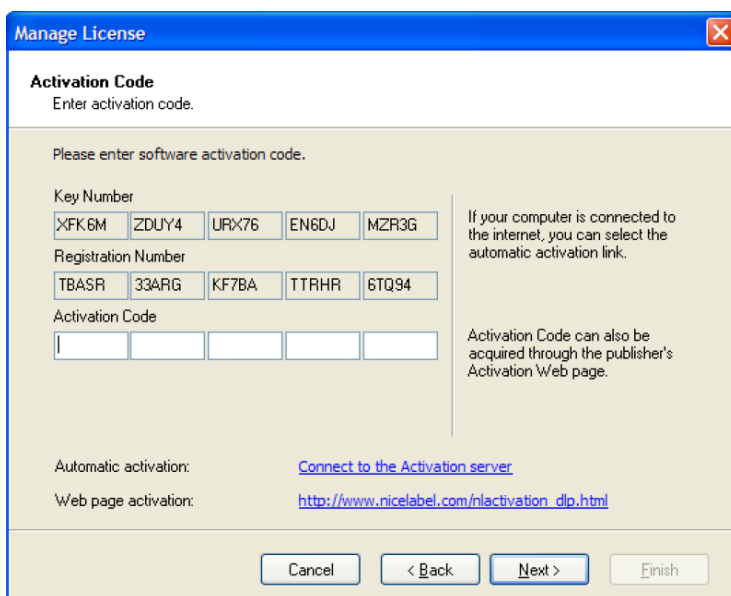 Manage License
Activation Code
Enter activation code.
Please enter software activation code.
Key Number
XFK6M ZDUY4 URX76 EN6DJ MZR3G
Registration Number
TBASR 33ARG KF7BA TTRHR 6TQ94
Activation Code
If your computer is connected to
the internet, you can select the
automatic activation link.
Activation Code can also be
acquired through the publisher's
Activation Web page.
Automatic activation: Connect to the Activation server
Web page activation: http://www.nicelabel.com/nlactivation_dlp.html
Cancel < Back Next > Finish